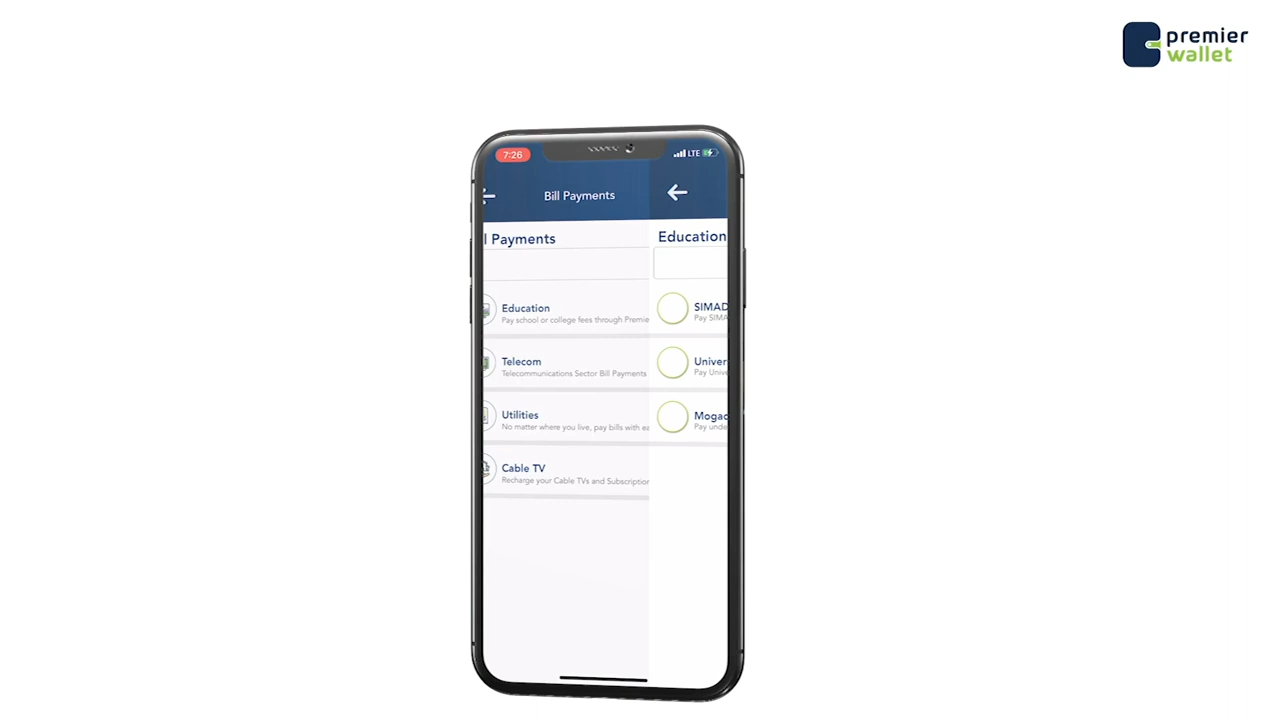 premier
wallet
7:26
LTE
Bill Payments
l Payments
Education
Education
Pay school or college fees through Premie
SIMAD
Pay SIMA
Telecom
Telecommunications Sector Bill Payments
Univer
Pay Unive
Utilities
No matter where you live, pay bills with ea
Mogad
Pay unde
Cable TV
Recharge your Cable TVs and Subscription